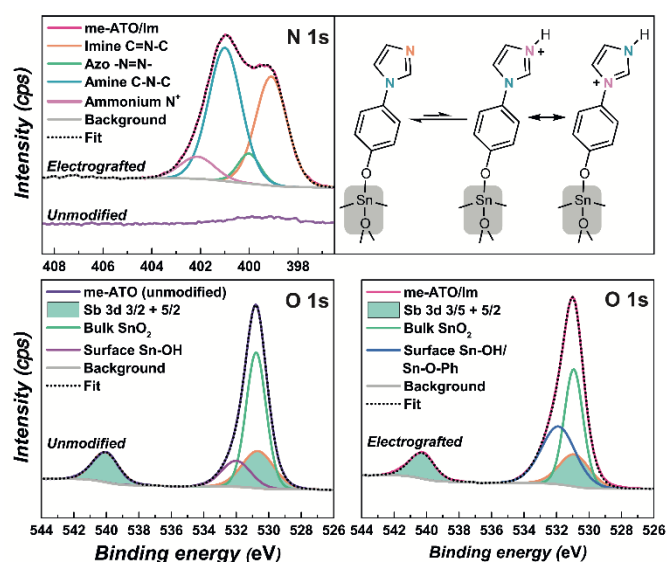 N 1s
me-ATO/Im
Imine C=N-C
Azo -N=N-
Amine C-N-C
Ammonium N⁺
Background
Fit
Electrografted
Unmodified
Intensity (cps)
408 406 404 402 400 398
N
N
H
N
+
N
H
N
N
+
O
Sn
O
O
Sn
O
O
Sn
O
O 1s
me-ATO (unmodified)
Sb 3d 3/2 + 5/2
Bulk SnO₂
Surface Sn-OH
Background
Fit
Unmodified
Intensity (cps)
544 542 540 538 536 534 532 530 528 526
Binding energy (eV)
O 1s
me-ATO/Im
Sb 3d 3/5 + 5/2
Bulk SnO₂
Surface Sn-OH/
Sn-O-Ph
Background
Fit
Electrografted
544 542 540 538 536 534 532 530 528 526
Binding energy (eV)